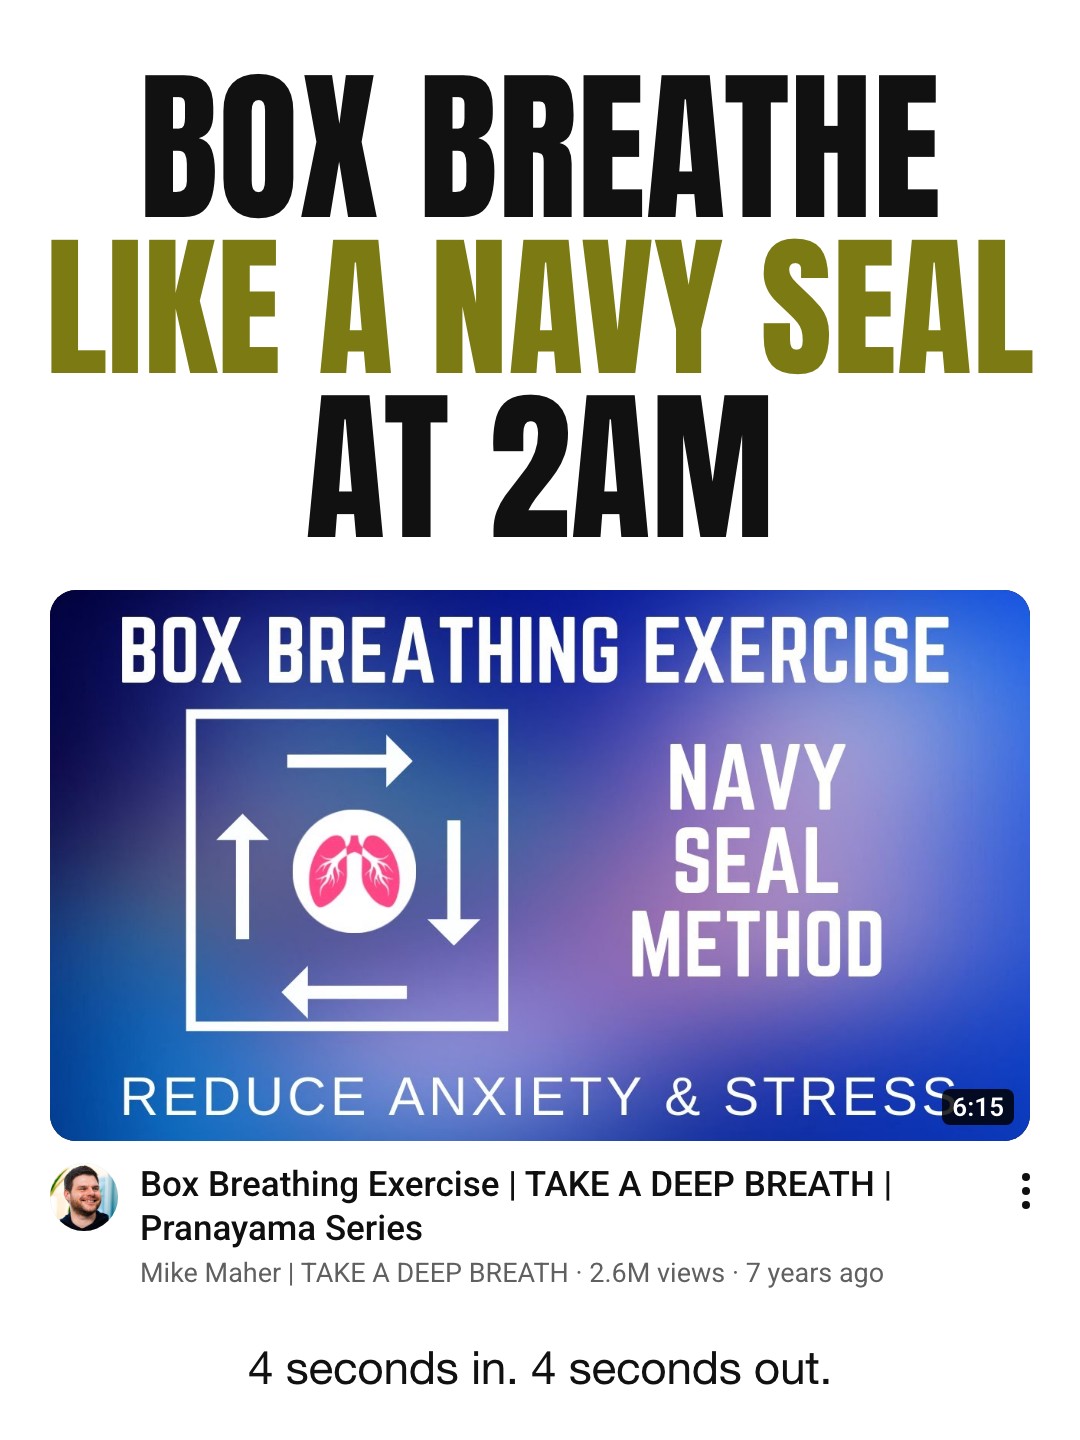 BOX BREATHE
LIKE A NAVY SEAL
AT 2AM
BOX BREATHING EXERCISE
NAVY
SEAL
METHOD
REDUCE ANXIETY & STRESS
6:15
Box Breathing Exercise | TAKE A DEEP BREATH |
Pranayama Series
Mike Maher | TAKE A DEEP BREATH · 2.6M views · 7 years ago
4 seconds in. 4 seconds out.